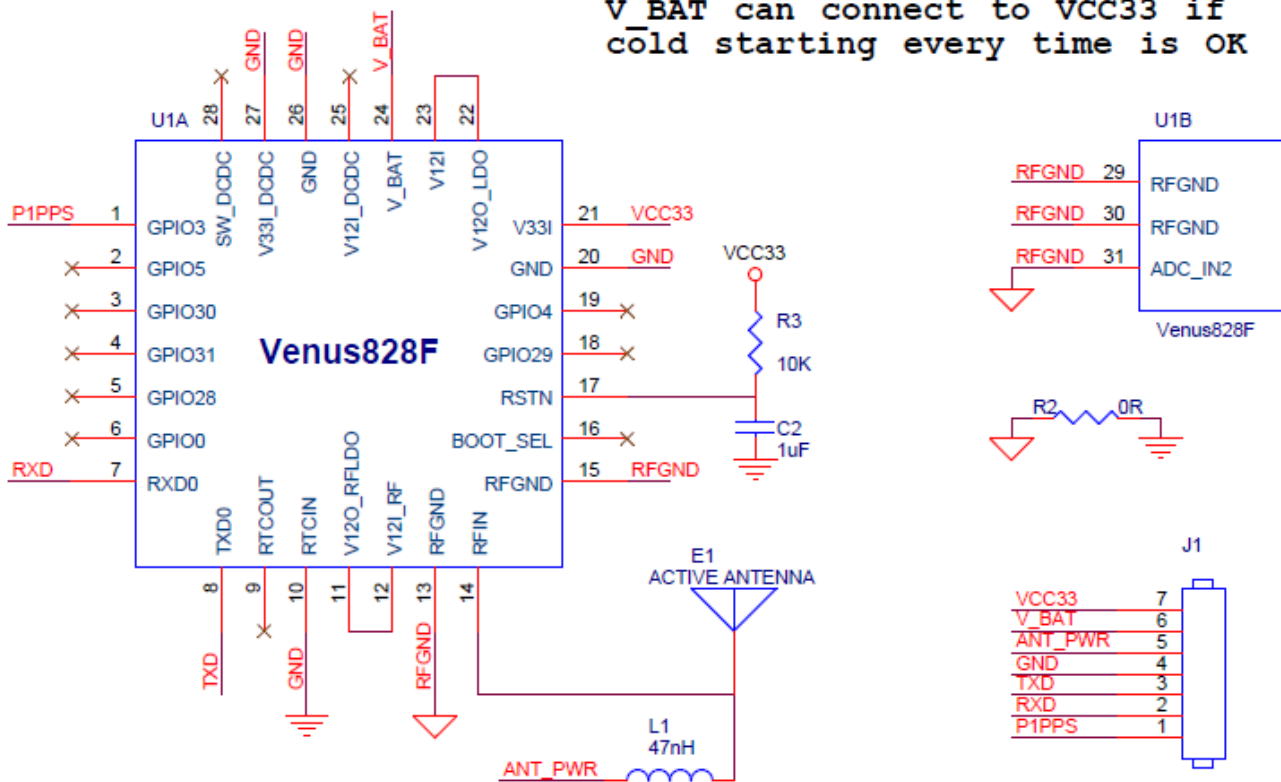 V_BAT can connect to VCC33 if
cold starting every time is OK
GND
GND
V_BAT
U1A
28
27
26
25
24
23
22
SW_DCDC
V33I_DCDC
GND
V12I_DCDC
V_BAT
V12I
V12O_LDO
P1PPS 1 GPIO3
2 GPIO5
3 GPIO30
4 GPIO31
5 GPIO28
6 GPIO0
RXD 7 RXD0
Venus828F
V33I 21 VCC33
GND 20 GND
GPIO4 19
GPIO29 18
RSTN 17
BOOT_SEL 16
RFGND 15 RFGND
TXD0
RTCOUT
RTCIN
V12O_RFLDO
V12I_RF
RFGND
RFIN
8
9
10
11
12
13
14
TXD
GND
RFGND
VCC33
R3
10K
C2
1uF
E1
ACTIVE ANTENNA
L1
47nH
ANT_PWR
U1B
RFGND 29 RFGND
RFGND 30 RFGND
RFGND 31 ADC_IN2
Venus828F
R2 0R
J1
VCC33 7
V_BAT 6
ANT_PWR 5
GND 4
TXD 3
RXD 2
P1PPS 1